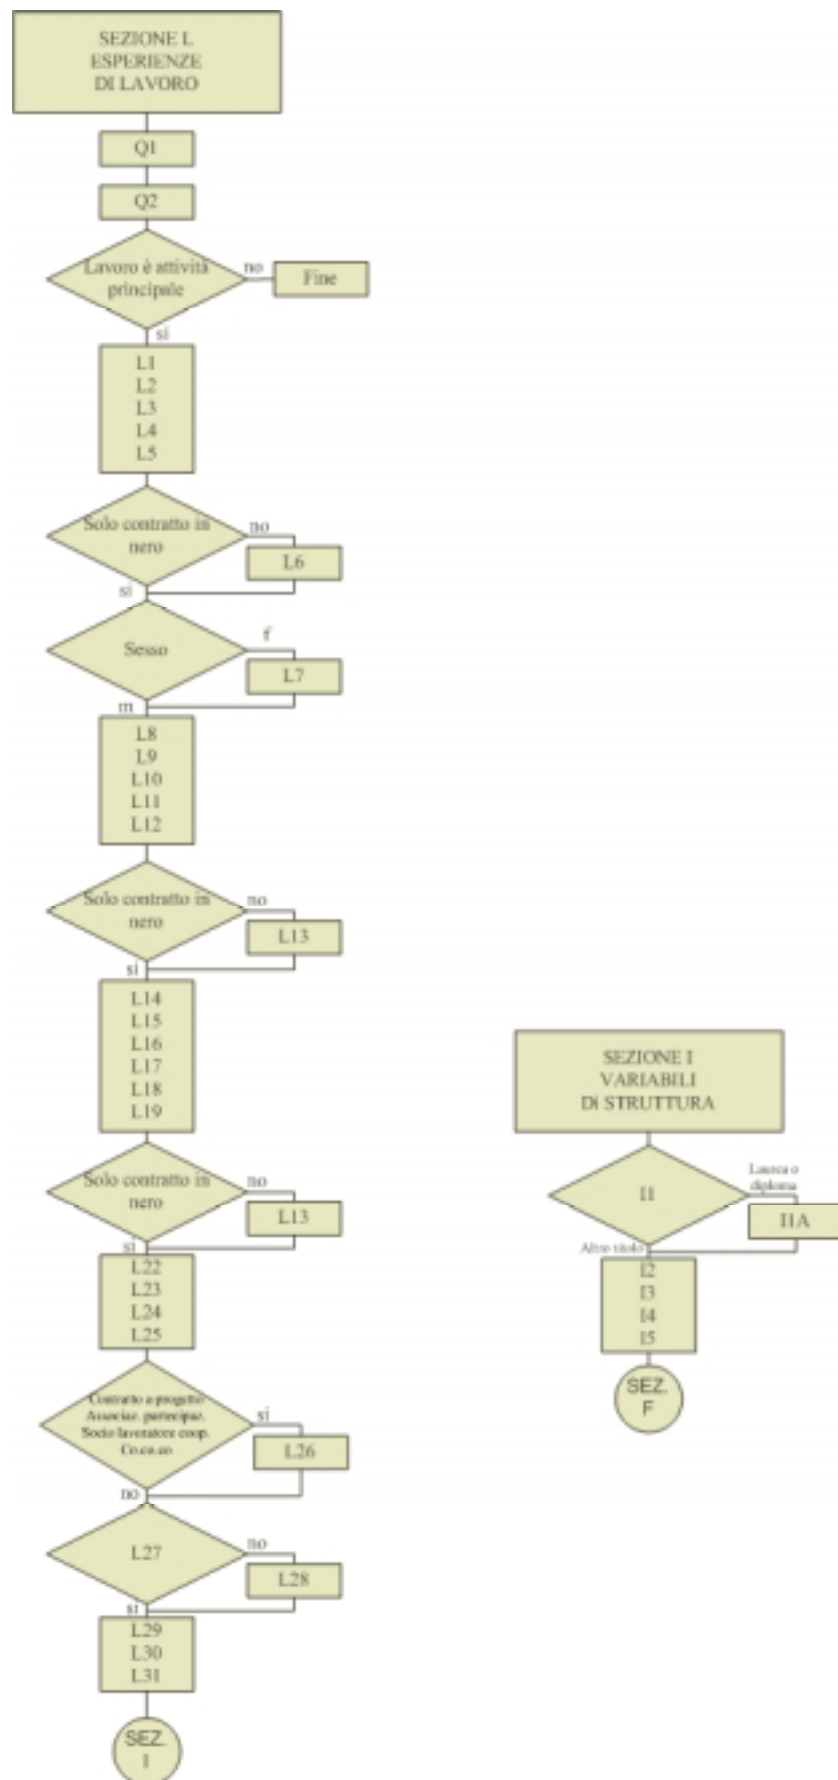 SEZIONE L
ESPERIENZE
DI LAVORO
Q1
Q2
Lavoro è attività
principale
no
Fine
si
L1
L2
L3
L4
L5
Solo contratto in
nero
no
L6
si
Sesso
f
L7
m
L8
L9
L10
L11
L12
Solo contratto in
nero
no
L13
si
L14
L15
L16
L17
L18
L19
Solo contratto in
nero
no
L13
si
L22
L23
L24
L25
Contratto a progetto
Associaz. partecipaz.
Socio lavoratore coop.
Co.co.co
si
L26
no
L27
no
L28
si
L29
L30
L31
SEZ.
I
SEZIONE I
VARIABILI
Di STRUTTURA
I1
Laurea o
diploma
I1A
Altro titolo
I2
I3
I4
I5
SEZ.
F